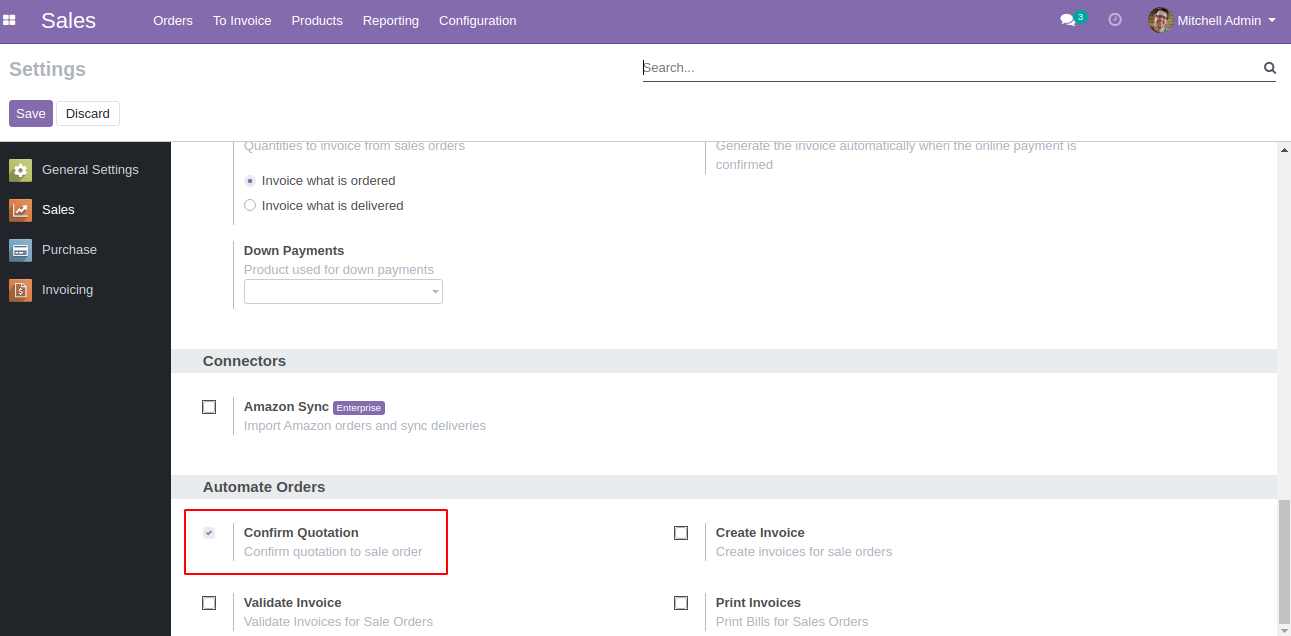 Sales
Orders
To Invoice
Products
Reporting
Configuration
3
Mitchell Admin
Settings
Search...
Save
Discard
General Settings
Sales
Purchase
Invoicing
Quantities to invoice from sales orders
Invoice what is ordered
Invoice what is delivered
Generate the invoice automatically when the online payment is
confirmed
Down Payments
Product used for down payments
Connectors
Amazon Sync Enterprise
Import Amazon orders and sync deliveries
Automate Orders
Confirm Quotation
Confirm quotation to sale order
Create Invoice
Create invoices for sale orders
Validate Invoice
Validate Invoices for Sale Orders
Print Invoices
Print Bills for Sales Orders